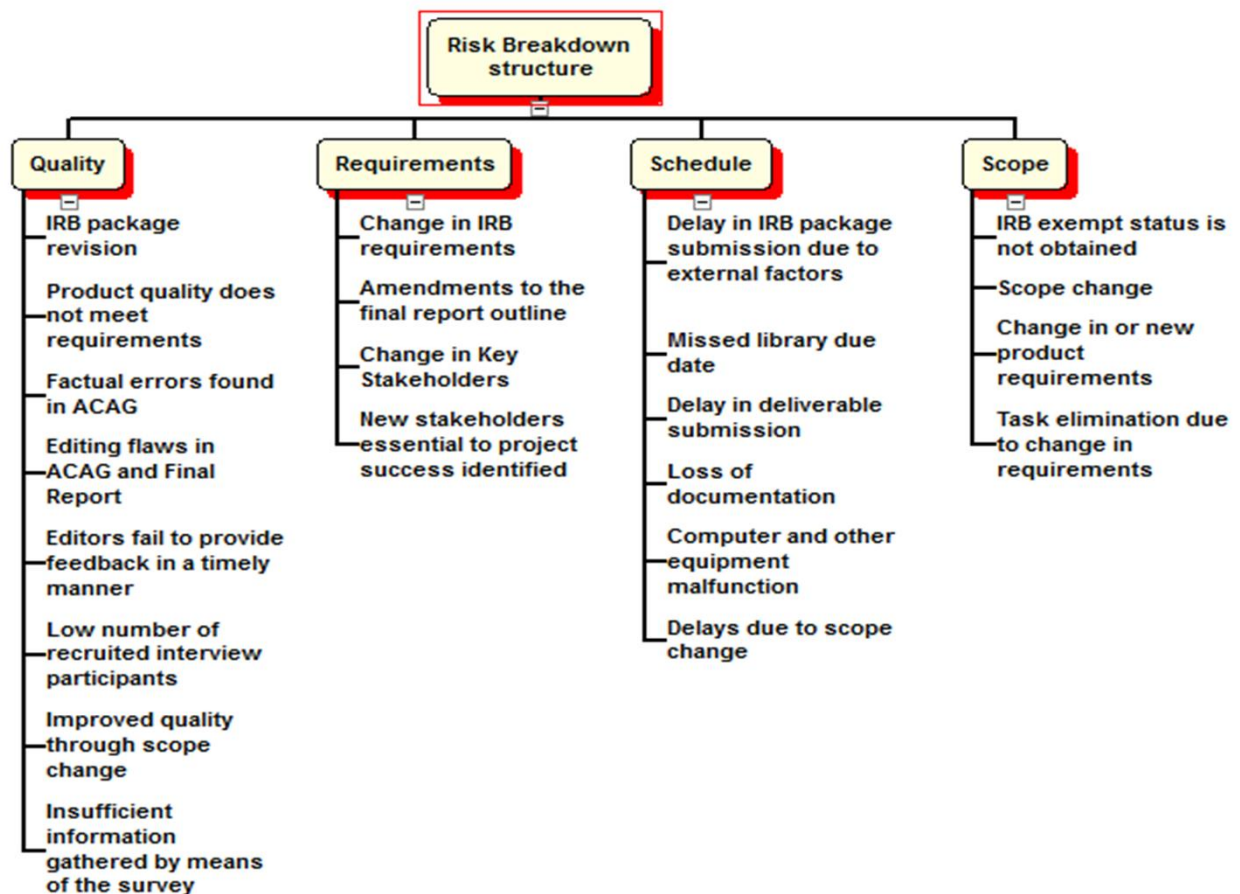 Risk Breakdown
structure
Quality
IRB package
revision
Product quality does
not meet
requirements
Factual errors found
in ACAG
Editing flaws in
ACAG and Final
Report
Editors fail to provide
feedback in a timely
manner
Low number of
recruited interview
participants
Improved quality
through scope
change
Insufficient
information
gathered by means
of the survey
Requirements
Change in IRB
requirements
Amendments to the
final report outline
Change in Key
Stakeholders
New stakeholders
essential to project
success identified
Schedule
Delay in IRB package
submission due to
external factors
Missed library due
date
Delay in deliverable
submission
Loss of
documentation
Computer and other
equipment
malfunction
Delays due to scope
change
Scope
IRB exempt status is
not obtained
Scope change
Change in or new
product
requirements
Task elimination due
to change in
requirements